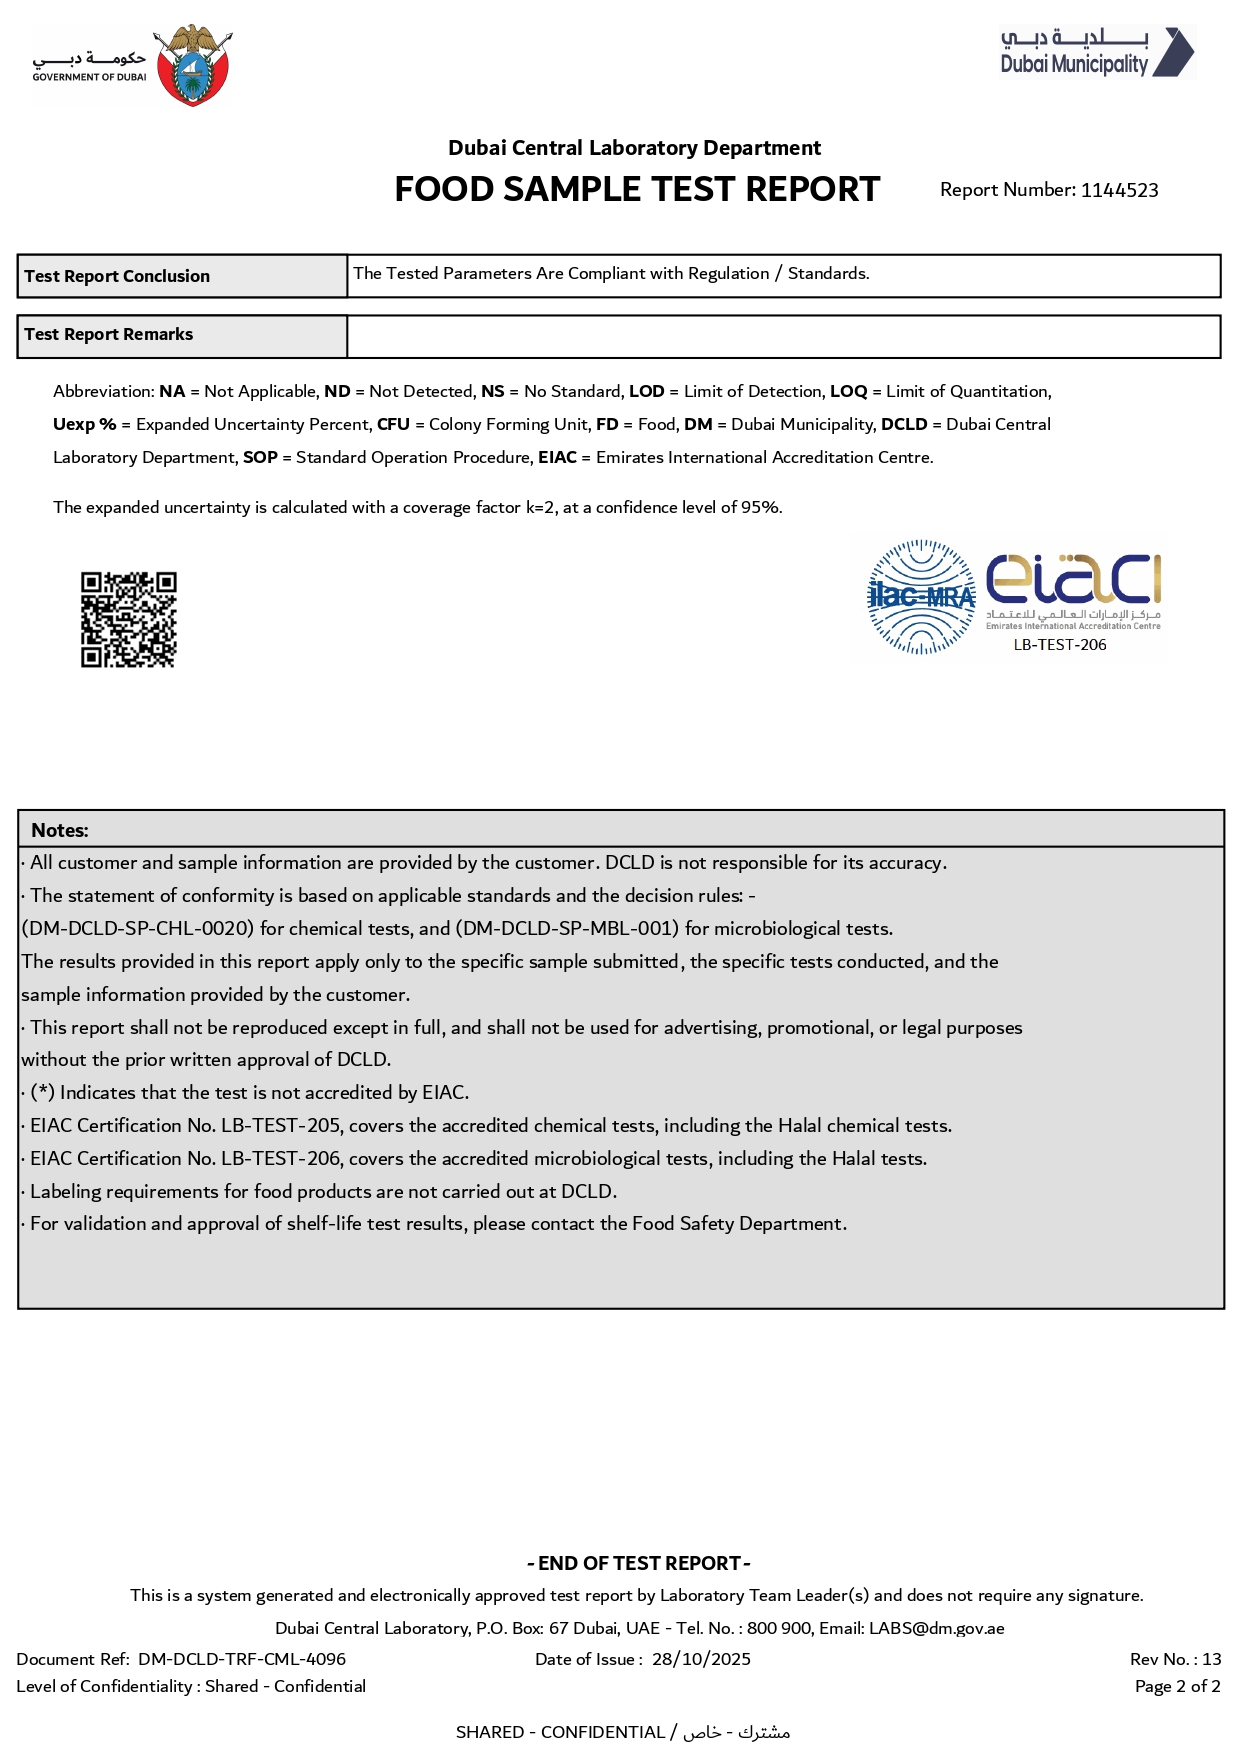 حكومة دبي
GOVERNMENT OF DUBAI
بلدية دبي
Dubai Municipality
Dubai Central Laboratory Department
FOOD SAMPLE TEST REPORT
Report Number: 1144523
Test Report Conclusion
The Tested Parameters Are Compliant with Regulation / Standards.
Test Report Remarks
Abbreviation: NA = Not Applicable, ND = Not Detected, NS = No Standard, LOD = Limit of Detection, LOQ = Limit of Quantitation,
Uexp % = Expanded Uncertainty Percent, CFU = Colony Forming Unit, FD = Food, DM = Dubai Municipality, DCLD = Dubai Central
Laboratory Department, SOP = Standard Operation Procedure, EIAC = Emirates International Accreditation Centre.
The expanded uncertainty is calculated with a coverage factor k=2, at a confidence level of 95%.
ilac-MRA
eiac
مركز الإمارات العالمي للاعتماد
Emirates International Accreditation Centre
LB-TEST-206
Notes:
· All customer and sample information are provided by the customer. DCLD is not responsible for its accuracy.
· The statement of conformity is based on applicable standards and the decision rules: -
(DM-DCLD-SP-CHL-0020) for chemical tests, and (DM-DCLD-SP-MBL-001) for microbiological tests.
The results provided in this report apply only to the specific sample submitted, the specific tests conducted, and the
sample information provided by the customer.
· This report shall not be reproduced except in full, and shall not be used for advertising, promotional, or legal purposes
without the prior written approval of DCLD.
· (*) Indicates that the test is not accredited by EIAC.
· EIAC Certification No. LB-TEST-205, covers the accredited chemical tests, including the Halal chemical tests.
· EIAC Certification No. LB-TEST-206, covers the accredited microbiological tests, including the Halal tests.
· Labeling requirements for food products are not carried out at DCLD.
· For validation and approval of shelf-life test results, please contact the Food Safety Department.
- END OF TEST REPORT -
This is a system generated and electronically approved test report by Laboratory Team Leader(s) and does not require any signature.
Dubai Central Laboratory, P.O. Box: 67 Dubai, UAE - Tel. No. : 800 900, Email: LABS@dm.gov.ae
Document Ref: DM-DCLD-TRF-CML-4096
Date of Issue : 28/10/2025
Rev No. : 13
Level of Confidentiality : Shared - Confidential
Page 2 of 2
SHARED - CONFIDENTIAL / مشترك - خاص